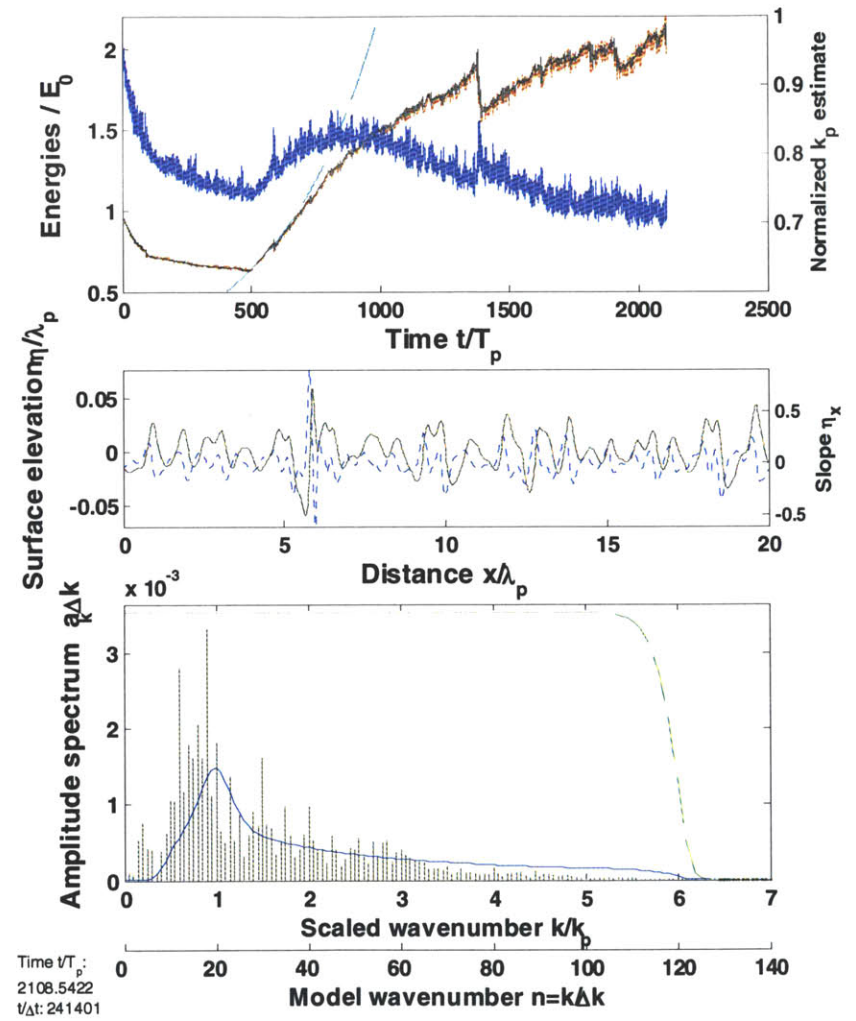 Energies / E0
2
1.5
1
0.5
1
0.9
0.8
0.7
Normalized kp estimate
0 500 1000 1500 2000 2500
Time t/Tp
Surface elevationη/λp
0.05
0
-0.05
0.5
0
-0.5
Slope ηx
0 5 10 15 20
Distance x/λp
x 10-3
Amplitude spectrum akΔk
3
2
1
0
0 1 2 3 4 5 6 7
Scaled wavenumber k/kp
0 20 40 60 80 100 120 140
Model wavenumber n=kΔk
Time t/Tp:
2108.5422
t/Δt: 241401